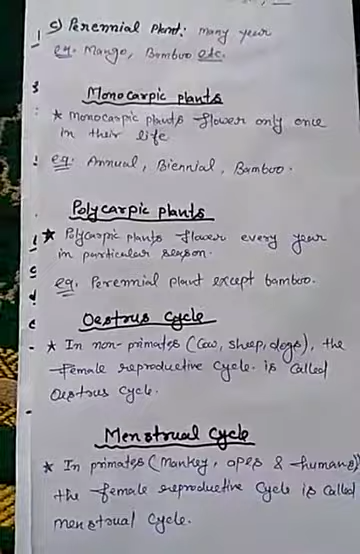 c) Perennial Plant: many year
eg. Mango, Bamboo etc.
Monocarpic plants
★ Monocarpic plants flower only once
in their life
eg: Annual, Biennial, Bamboo.
Polycarpic plants
★ Polycarpic plants flower every year
in particular season.
eg. Perennial plant except bamboo.
Oestrus Cycle
★ In non-primates (Cow, sheep, dogs), the
female reproductive cycle is called
Oestrus Cycle.
Menstrual Cycle
★ In primates (Monkey, apes & humans)
the female reproductive cycle is called
menstrual cycle.